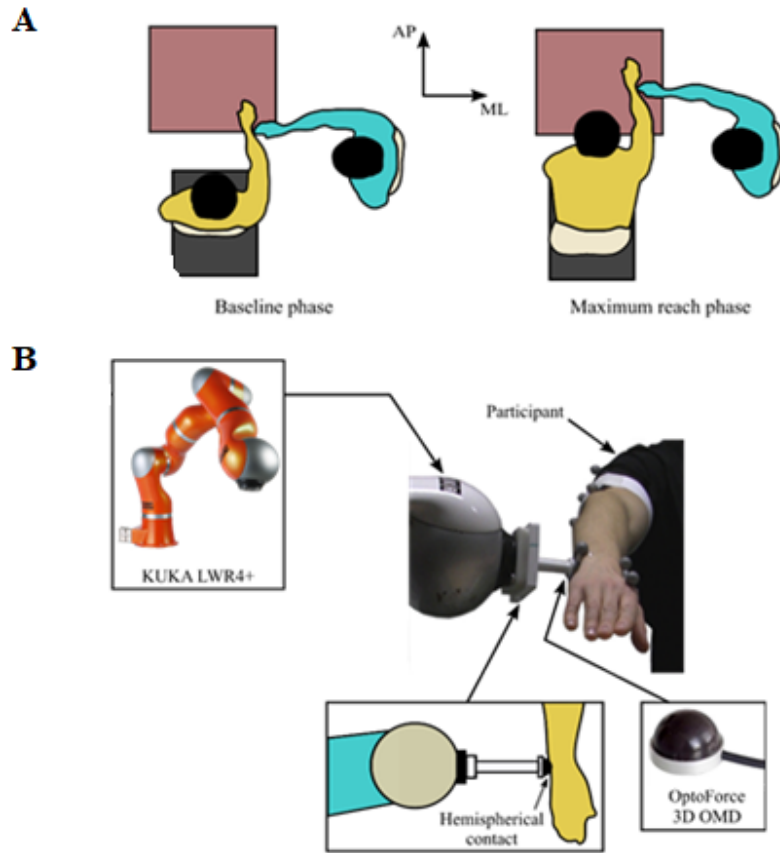 A
AP
ML
Baseline phase
Maximum reach phase
B
Participant
KUKA LWR4+
Hemispherical
contact
OptoForce
3D OMD